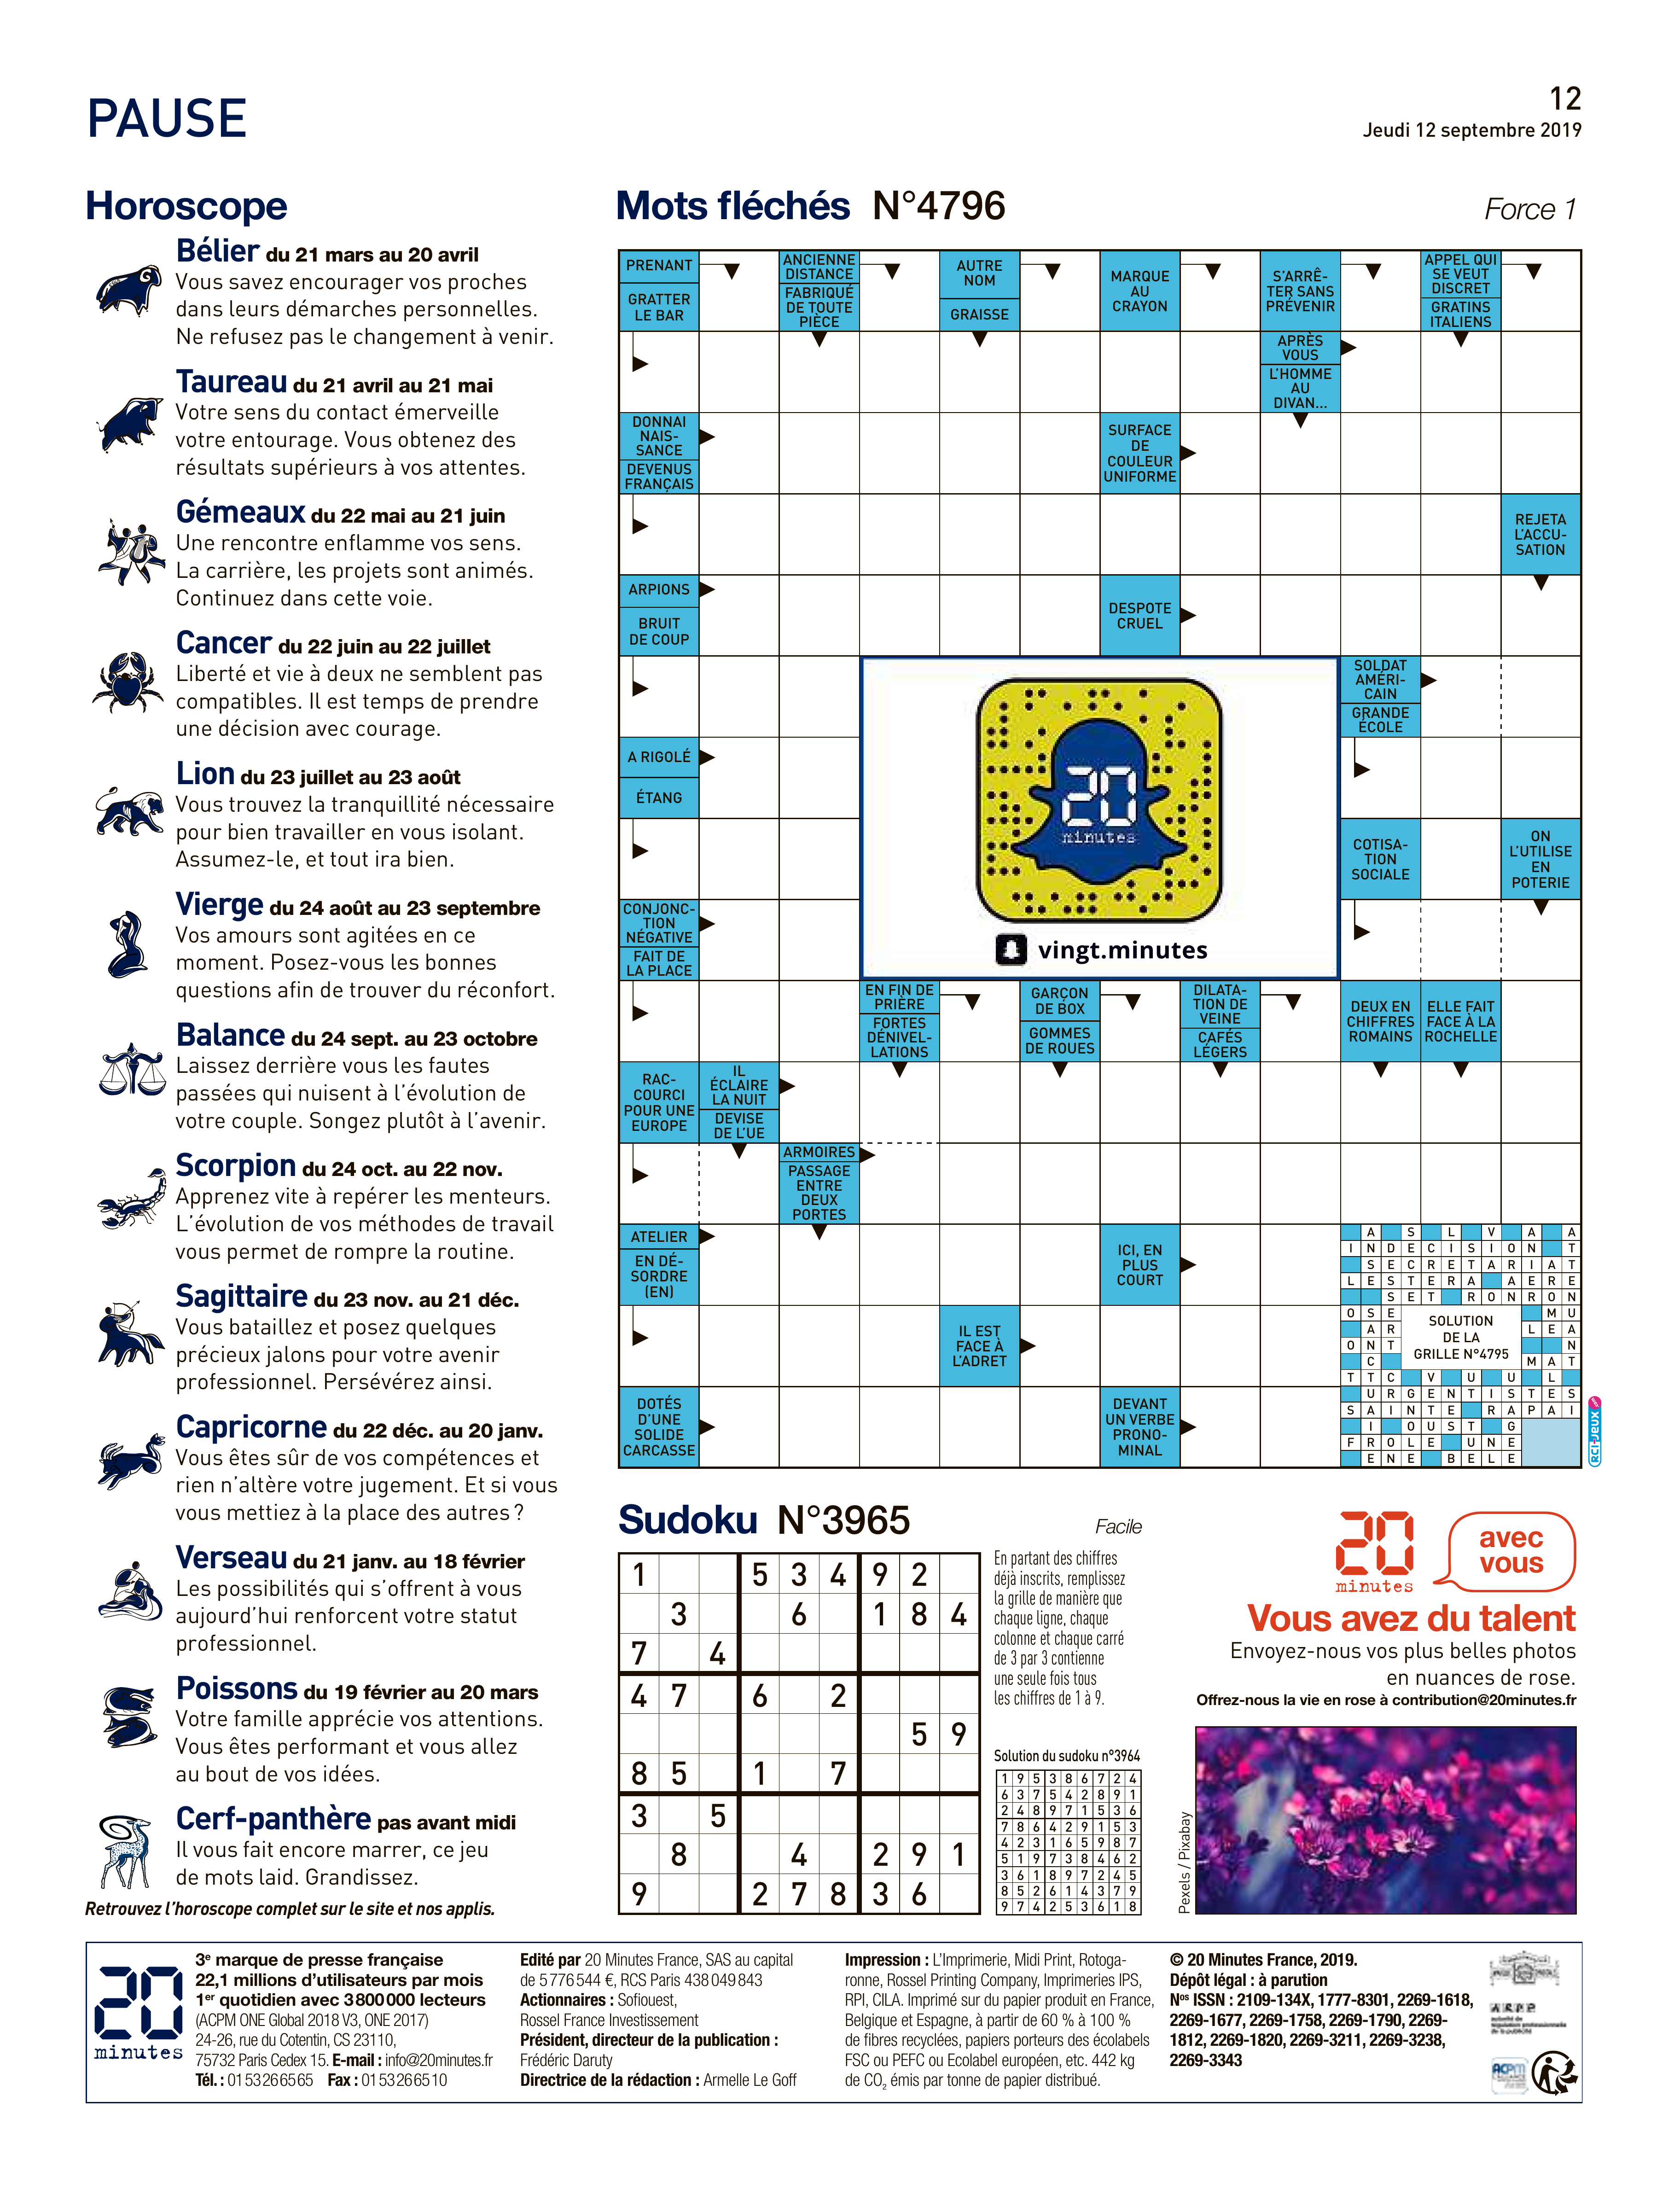 PAUSE
12
Jeudi 12 septembre 2019
Horoscope
Bélier du 21 mars au 20 avril
Vous savez encourager vos proches
dans leurs démarches personnelles.
Ne refusez pas le changement à venir.
Taureau du 21 avril au 21 mai
Votre sens du contact émerveille
votre entourage. Vous obtenez des
résultats supérieurs à vos attentes.
Gémeaux du 22 mai au 21 juin
Une rencontre enflamme vos sens.
La carrière, les projets sont animés.
Continuez dans cette voie.
Cancer du 22 juin au 22 juillet
Liberté et vie à deux ne semblent pas
compatibles. Il est temps de prendre
une décision avec courage.
Lion du 23 juillet au 23 août
Vous trouvez la tranquillité nécessaire
pour bien travailler en vous isolant.
Assumez-le, et tout ira bien.
Vierge du 24 août au 23 septembre
Vos amours sont agitées en ce
moment. Posez-vous les bonnes
questions afin de trouver du réconfort.
Balance du 24 sept. au 23 octobre
Laissez derrière vous les fautes
passées qui nuisent à l'évolution de
votre couple. Songez plutôt à l'avenir.
Scorpion du 24 oct. au 22 nov.
Apprenez vite à repérer les menteurs.
L'évolution de vos méthodes de travail
vous permet de rompre la routine.
Sagittaire du 23 nov. au 21 déc.
Vous bataillez et posez quelques
précieux jalons pour votre avenir
professionnel. Persévérez ainsi.
Capricorne du 22 déc. au 20 janv.
Vous êtes sûr de vos compétences et
rien n'altère votre jugement. Et si vous
vous mettiez à la place des autres ?
Verseau du 21 janv. au 18 février
Les possibilités qui s'offrent à vous
aujourd'hui renforcent votre statut
professionnel.
Poissons du 19 février au 20 mars
Votre famille apprécie vos attentions.
Vous êtes performant et vous allez
au bout de vos idées.
Cerf-panthère pas avant midi
Il vous fait encore marrer, ce jeu
de mots laid. Grandissez.
Retrouvez l'horoscope complet sur le site et nos applis.
Mots fléchés N°4796
Force 1
PRENANT
GRATTER
LE BAR
ANCIENNE
DISTANCE
FABRIQUÉ
DE TOUTE
PIÈCE
AUTRE
NOM
GRAISSE
MARQUE
AU
CRAYON
S'ARRÊ-
TER SANS
PRÉVENIR
APPEL QUI
SE VEUT
DISCRET
GRATINS
ITALIENS
APRÈS
VOUS
L'HOMME
AU
DIVAN...
DONNAI
NAIS-
SANCE
DEVENUS
FRANÇAIS
SURFACE
DE
COULEUR
UNIFORME
REJETA
L'ACCU-
SATION
ARPIONS
BRUIT
DE COUP
DESPOTE
CRUEL
SOLDAT
AMÉRI-
CAIN
GRANDE
ÉCOLE
A RIGOLÉ
ÉTANG
20
minutes
vingt.minutes
COTISA-
TION
SOCIALE
ON
L'UTILISE
EN
POTERIE
CONJONC-
TION
NÉGATIVE
FAIT DE
LA PLACE
EN FIN DE
PRIÈRE
FORTES
DÉNIVEL-
LATIONS
GARÇON
DE BOX
GOMMES
DE ROUES
DILATA-
TION DE
VEINE
CAFÉS
LÉGERS
DEUX EN
CHIFFRES
ROMAINS
ELLE FAIT
FACE À LA
ROCHELLE
RAC-
COURCI
POUR UNE
EUROPE
IL
ÉCLAIRE
LA NUIT
DEVISE
DE L'UE
ARMOIRES
PASSAGE
ENTRE
DEUX
PORTES
ATELIER
EN DÉ-
SORDRE
(EN)
ICI, EN
PLUS
COURT
IL EST
FACE À
L'ADRET
DOTÉS
D'UNE
SOLIDE
CARCASSE
DEVANT
UN VERBE
PRONO-
MINAL
A S L V A A
I N D E C I S I O N T
S E C R E T A R I A T
L E S T E R A A E R E
S E T R O N R O N
O S E M U
A R L E A
O N T N
C M A T
T T C V U U L
U R G E N T I S T E S
S A I N T E R A P A I
I O U S T G
F R O L E U N E
E N E B E L E
SOLUTION
DE LA
GRILLE N°4795
RCI-JEUX
Sudoku N°3965
Facile
1 5 3 4 9 2
3 6 1 8 4
7 4
4 7 6 2
5 9
8 5 1 7
3 5
8 4 2 9 1
9 2 7 8 3 6
En partant des chiffres
déjà inscrits, remplissez
la grille de manière que
chaque ligne, chaque
colonne et chaque carré
de 3 par 3 contienne
une seule fois tous
les chiffres de 1 à 9.
Solution du sudoku n°3964
1 9 5 3 8 6 7 2 4
6 3 7 5 4 2 8 9 1
2 4 8 9 7 1 5 3 6
7 8 6 4 2 9 1 5 3
4 2 3 1 6 5 9 8 7
5 1 9 7 3 8 4 6 2
3 6 1 8 9 7 2 4 5
8 5 2 6 1 4 3 7 9
9 7 4 2 5 3 6 1 8
20
minutes
avec
vous
Vous avez du talent
Envoyez-nous vos plus belles photos
en nuances de rose.
Offrez-nous la vie en rose à contribution@20minutes.fr
Pexels / Pixabay
20
minutes
3e marque de presse française
22,1 millions d'utilisateurs par mois
1er quotidien avec 3 800 000 lecteurs
(ACPM ONE Global 2018 V3, ONE 2017)
24-26, rue du Cotentin, CS 23110,
75732 Paris Cedex 15. E-mail : info@20minutes.fr
Tél. : 01 53 26 65 65 Fax : 01 53 26 65 10
Edité par 20 Minutes France, SAS au capital
de 5 776 544 €, RCS Paris 438 049 843
Actionnaires : Sofiouest,
Rossel France Investissement
Président, directeur de la publication :
Frédéric Daruty
Directrice de la rédaction : Armelle Le Goff
Impression : L'Imprimerie, Midi Print, Rotoga-
ronne, Rossel Printing Company, Imprimeries IPS,
RPI, CILA. Imprimé sur du papier produit en France,
Belgique et Espagne, à partir de 60 % à 100 %
de fibres recyclées, papiers porteurs des écolabels
FSC ou PEFC ou Ecolabel européen, etc. 442 kg
de CO2 émis par tonne de papier distribué.
© 20 Minutes France, 2019.
Dépôt légal : à parution
Nos ISSN : 2109-134X, 1777-8301, 2269-1618,
2269-1677, 2269-1758, 2269-1790, 2269-
1812, 2269-1820, 2269-3211, 2269-3238,
2269-3343
ARPP
autorité de
régulation professionnelle
de la publicité
ACPM